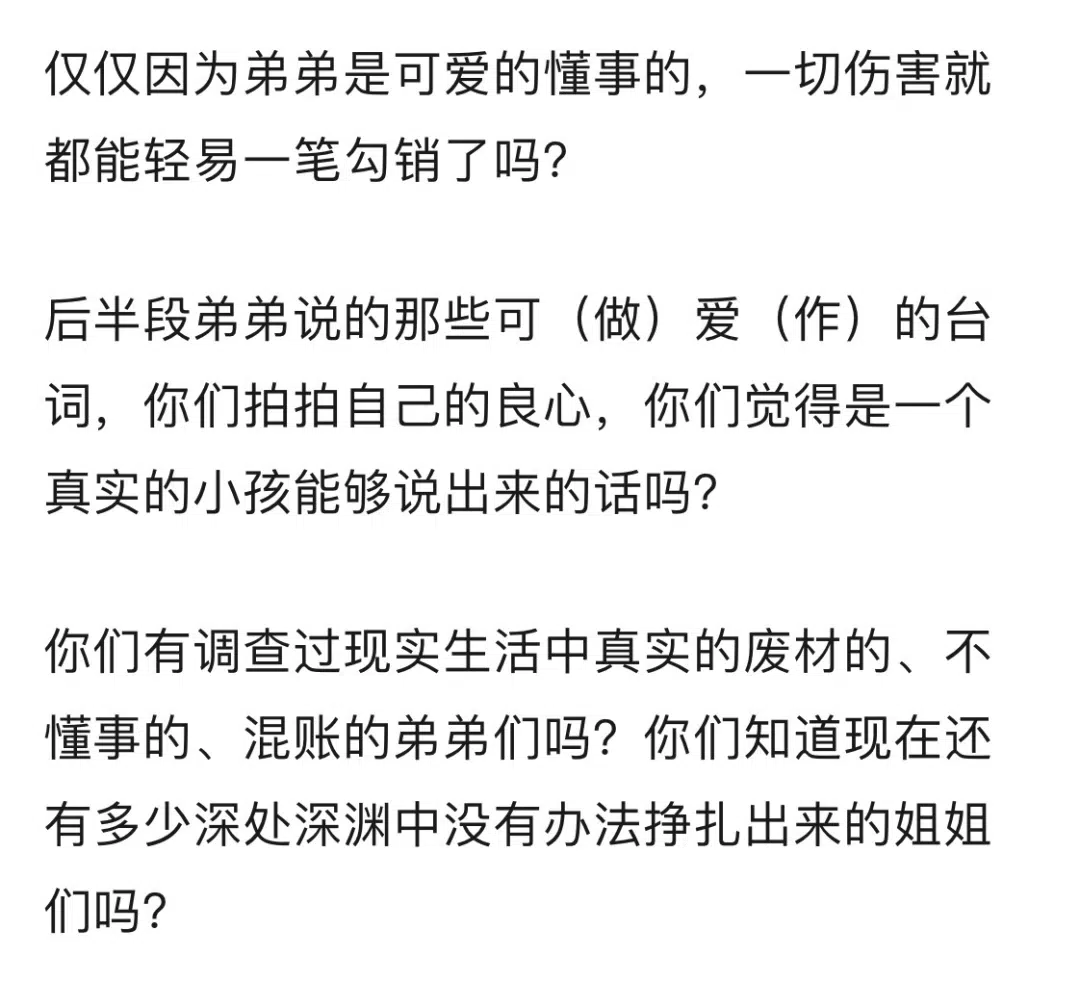 仅仅因为弟弟是可爱的懂事的，一切伤害就
都能轻易一笔勾销了吗？
后半段弟弟说的那些可（做）爱（作）的台
词，你们拍拍自己的良心，你们觉得是一个
真实的小孩能够说出来的话吗？
你们有调查过现实生活中真实的废材的、不
懂事的、混账的弟弟们吗？你们知道现在还
有多少深处深渊中没有办法挣扎出来的姐姐
们吗？